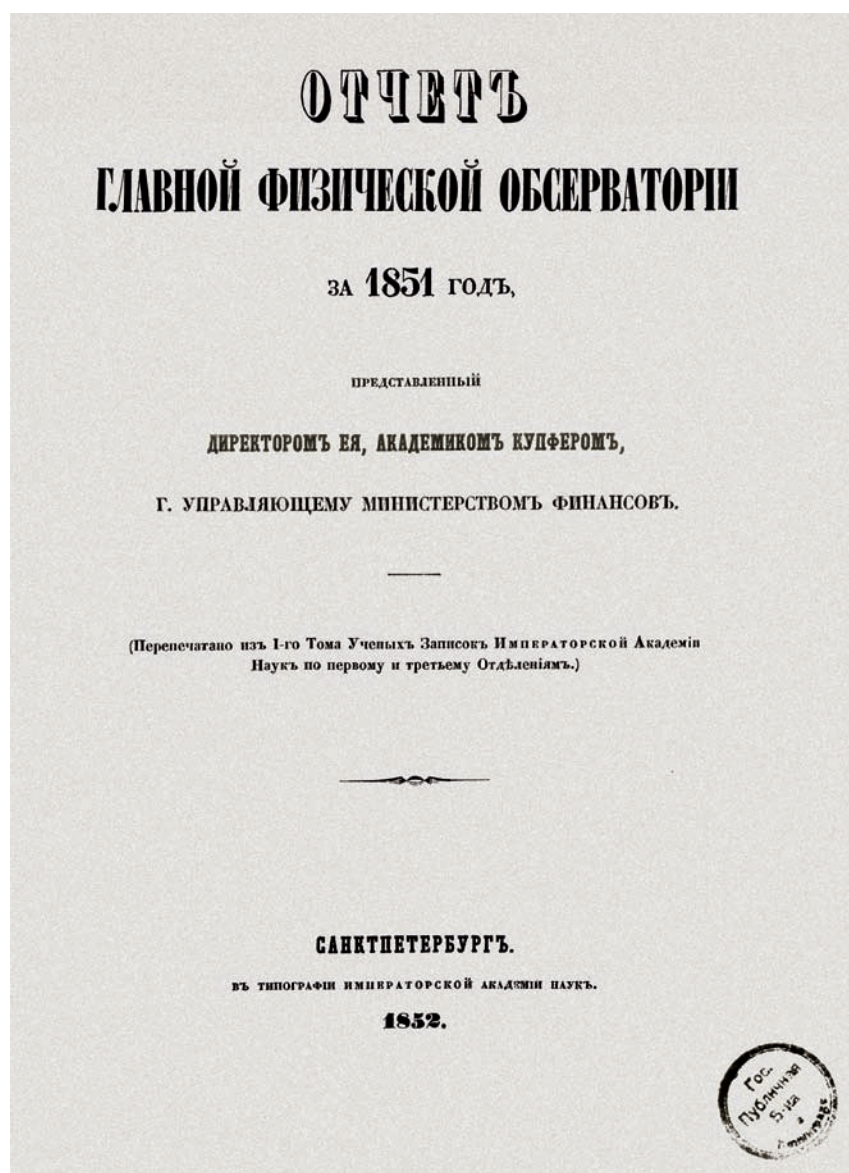 ОТЧЕТЪ
ГЛАВНОЙ ФИЗИЧЕСКОЙ ОБСЕРВАТОРІИ
ЗА 1851 ГОДЪ,
ПРЕДСТАВЛЕННЫЙ
ДИРЕКТОРОМЪ ЕЯ, АКАДЕМИКОМЪ КУПФЕРОМЪ,
Г. УПРАВЛЯЮЩЕМУ МИНИСТЕРСТВОМЪ ФИНАНСОВЪ.
(Перепечатано изъ I-го Тома Ученыхъ Записокъ ИМПЕРАТОРСКОЙ Академіи
Наукъ по первому и третьему Отдѣленіямъ.)
САНКТПЕТЕРБУРГЪ.
ВЪ ТИПОГРАФІИ ИМПЕРАТОРСКОЙ АКАДЕМІИ НАУКЪ.
1852.
Гос.
Публичная
Б-ка
в